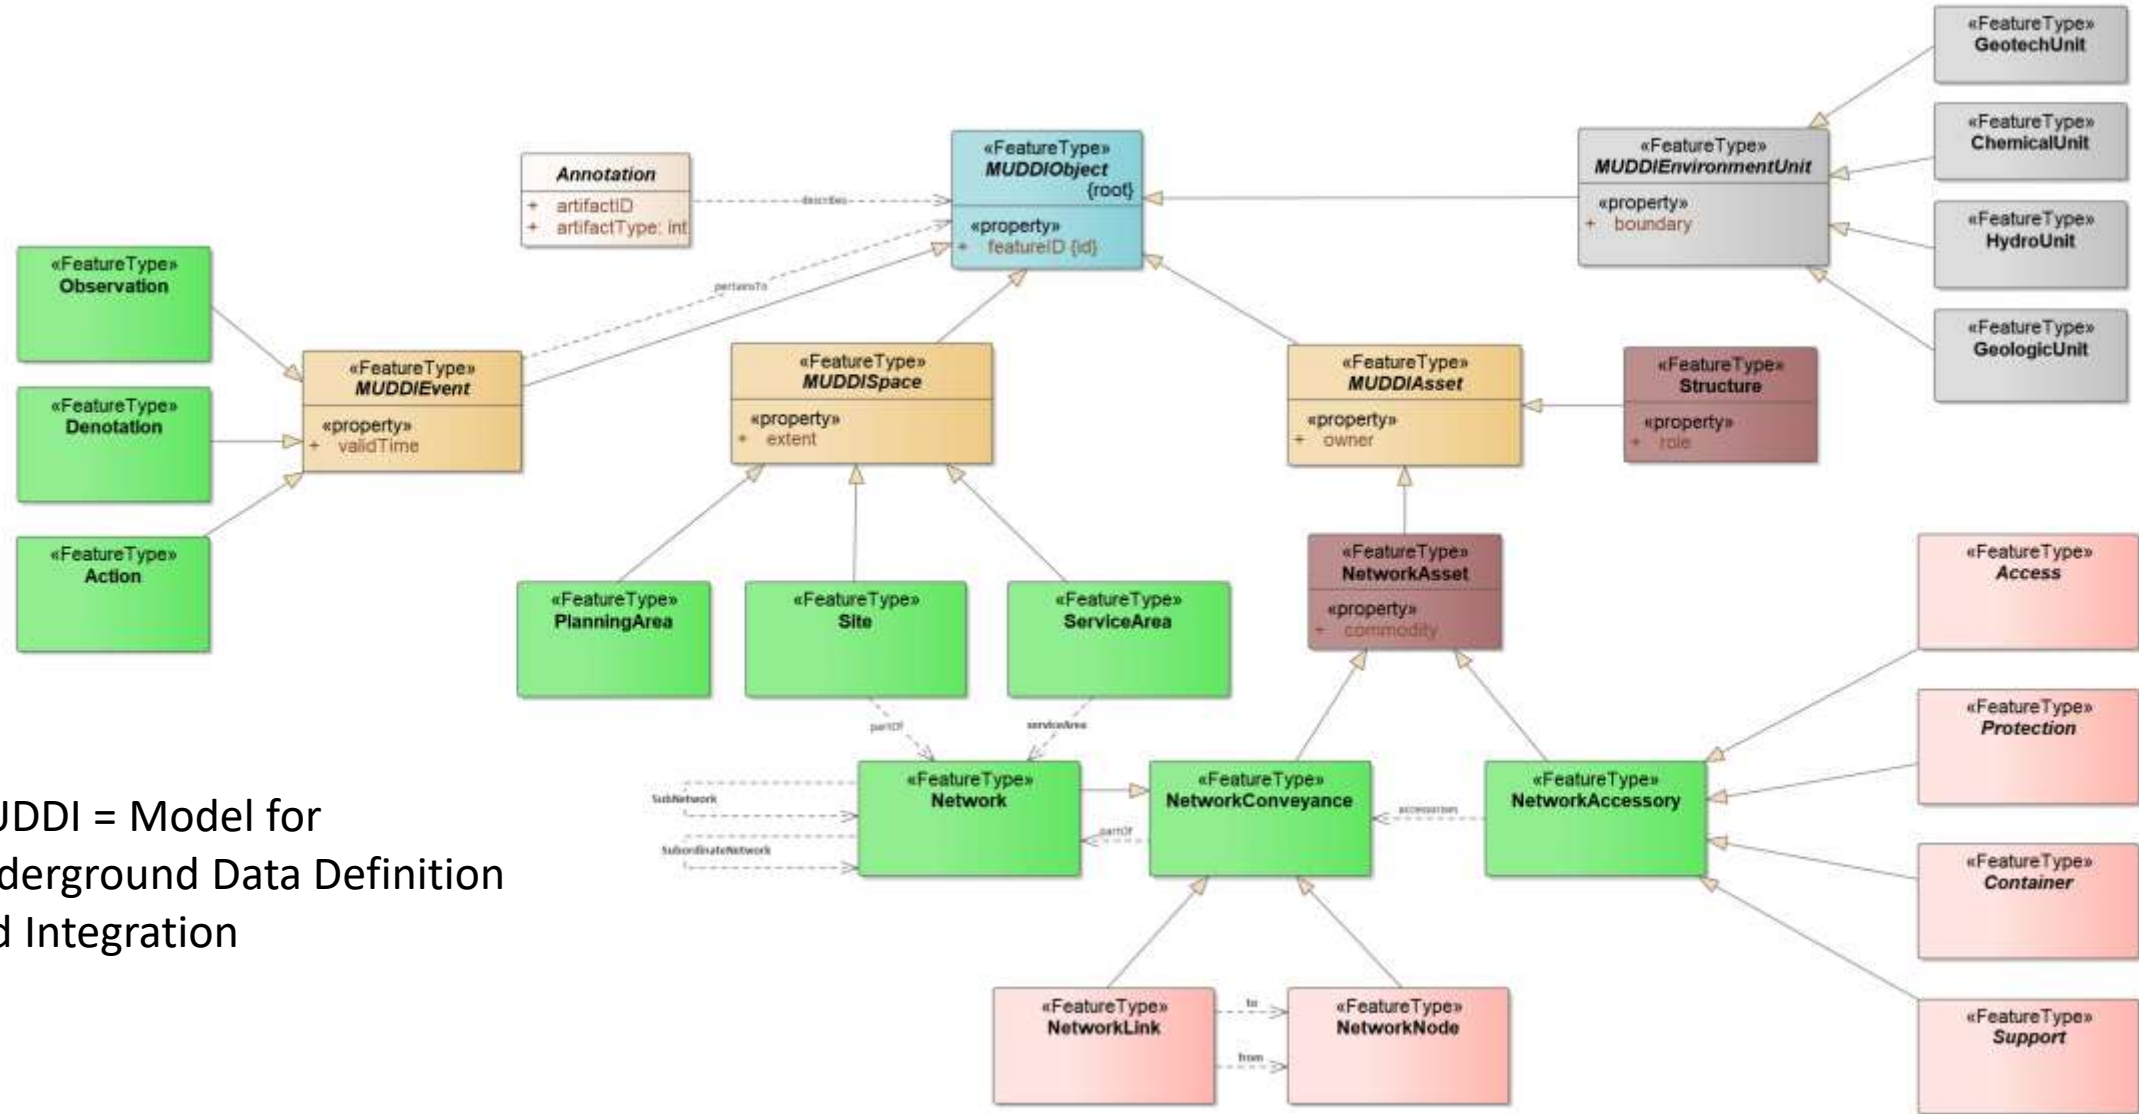 «FeatureType»
GeotechUnit
«FeatureType»
ChemicalUnit
«FeatureType»
HydroUnit
«FeatureType»
GeologicUnit
«FeatureType»
MUDDIEnvironmentUnit
«property»
+ boundary
«FeatureType»
MUDDIObject
{root}
«property»
+ featureID {id}
Annotation
+ artifactID
+ artifactType: int
describes
pertainsTo
«FeatureType»
Observation
«FeatureType»
Denotation
«FeatureType»
Action
«FeatureType»
MUDDIEvent
«property»
+ validTime
«FeatureType»
MUDDISpace
«property»
+ extent
«FeatureType»
MUDDIAsset
«property»
+ owner
«FeatureType»
Structure
«property»
+ role
«FeatureType»
NetworkAsset
«property»
+ commodity
«FeatureType»
PlanningArea
«FeatureType»
Site
«FeatureType»
ServiceArea
partOf
serviceArea
«FeatureType»
Network
SubNetwork
SubordinateNetwork
«FeatureType»
NetworkConveyance
partOf
accessorises
«FeatureType»
NetworkAccessory
«FeatureType»
Access
«FeatureType»
Protection
«FeatureType»
Container
«FeatureType»
Support
«FeatureType»
NetworkLink
to
from
«FeatureType»
NetworkNode
UDDI = Model for
derground Data Definition
d Integration